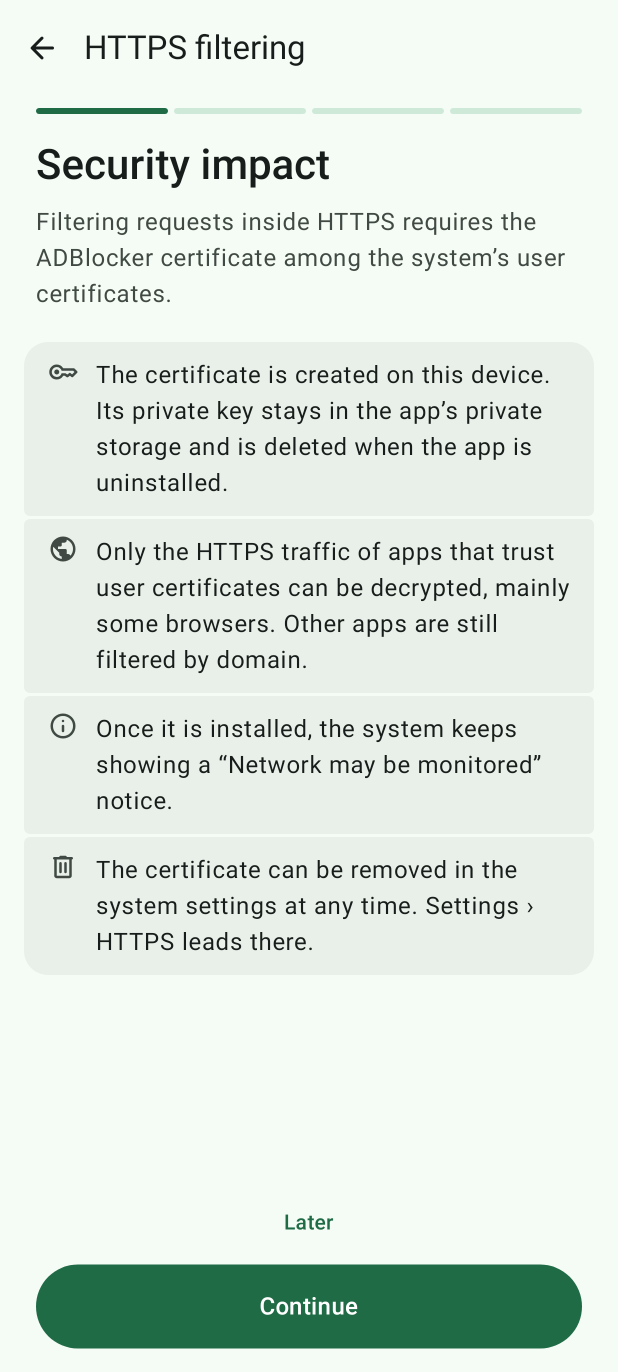 HTTPS filtering
Security impact
Filtering requests inside HTTPS requires the
ADBlocker certificate among the system’s user
certificates.
The certificate is created on this device.
Its private key stays in the app’s private
storage and is deleted when the app is
uninstalled.
Only the HTTPS traffic of apps that trust
user certificates can be decrypted, mainly
some browsers. Other apps are still
filtered by domain.
Once it is installed, the system keeps
showing a “Network may be monitored”
notice.
The certificate can be removed in the
system settings at any time. Settings ›
HTTPS leads there.
Later
Continue